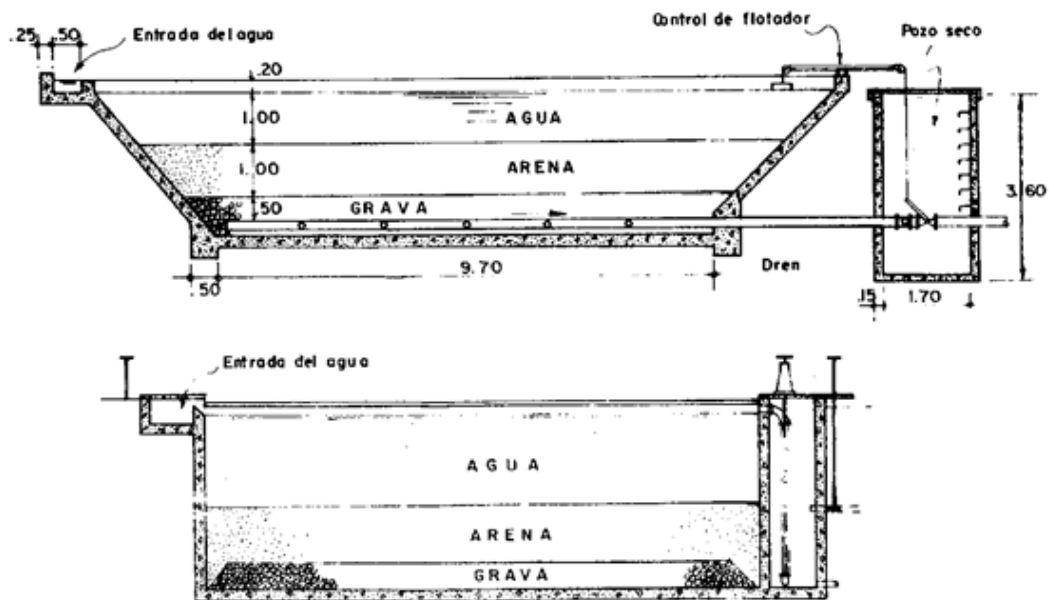 Control de flotador
.25 .50
Entrada del agua
Pozo seco
.20
1.00
AGUA
1.00
ARENA
3.60
.50
GRAVA
9.70
Dren
.50
.15
1.70
Entrada del agua
AGUA
ARENA
GRAVA